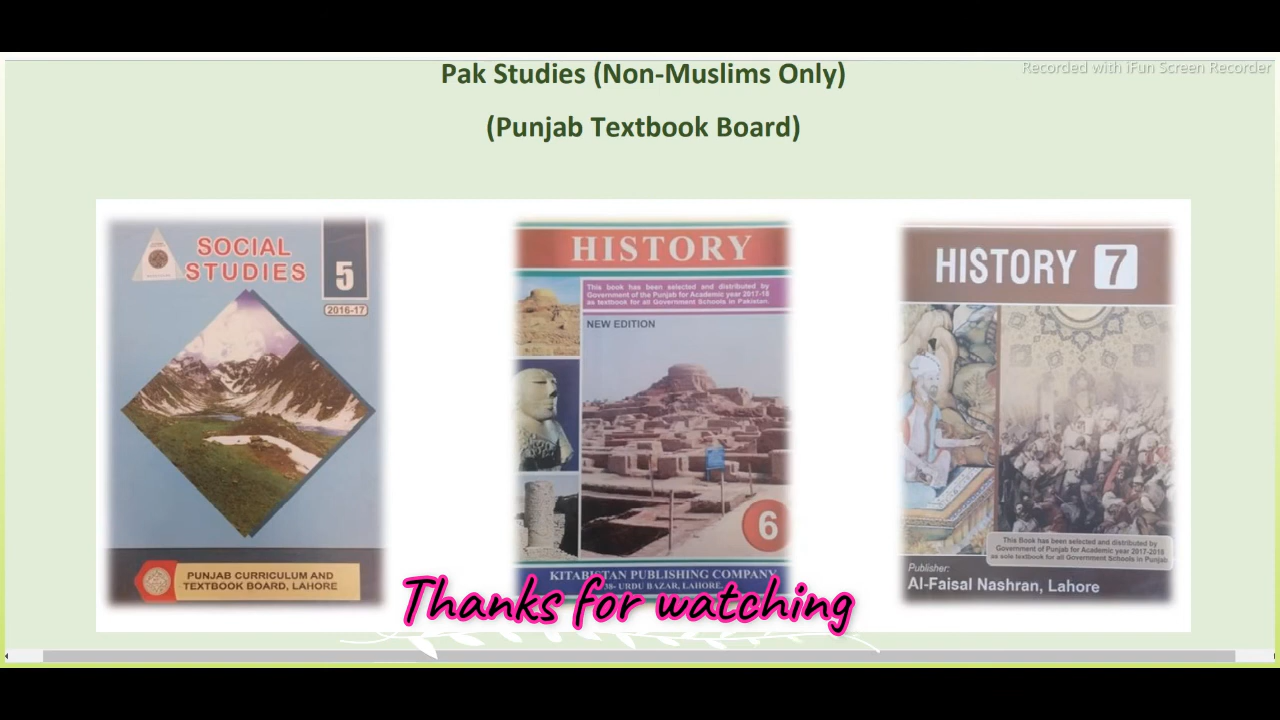 Pak Studies (Non-Muslims Only)
Recorded with iFun Screen Recorder
(Punjab Textbook Board)
SOCIAL
STUDIES
5
2016-17
PUNJAB CURRICULUM AND
TEXTBOOK BOARD, LAHORE
HISTORY
This book has been selected and distributed by
Government of the Punjab for Academic year 2017-18
as textbook for all Government Schools in Pakistan.
NEW EDITION
6
KITABISTAN PUBLISHING COMPANY
38- URDU BAZAR, LAHORE.
HISTORY 7
This Book has been selected and distributed by
Government of Punjab for Academic year 2017-2018
as sole textbook for all Government Schools in Punjab
Publisher:
Al-Faisal Nashran, Lahore
Thanks for watching